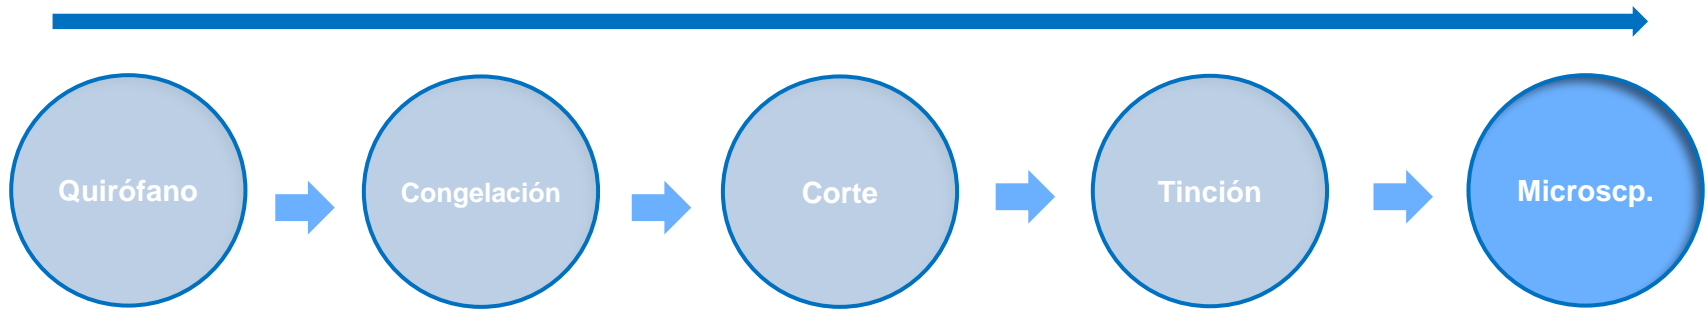 Quirófano
Congelación
Corte
Tinción
Microscp.